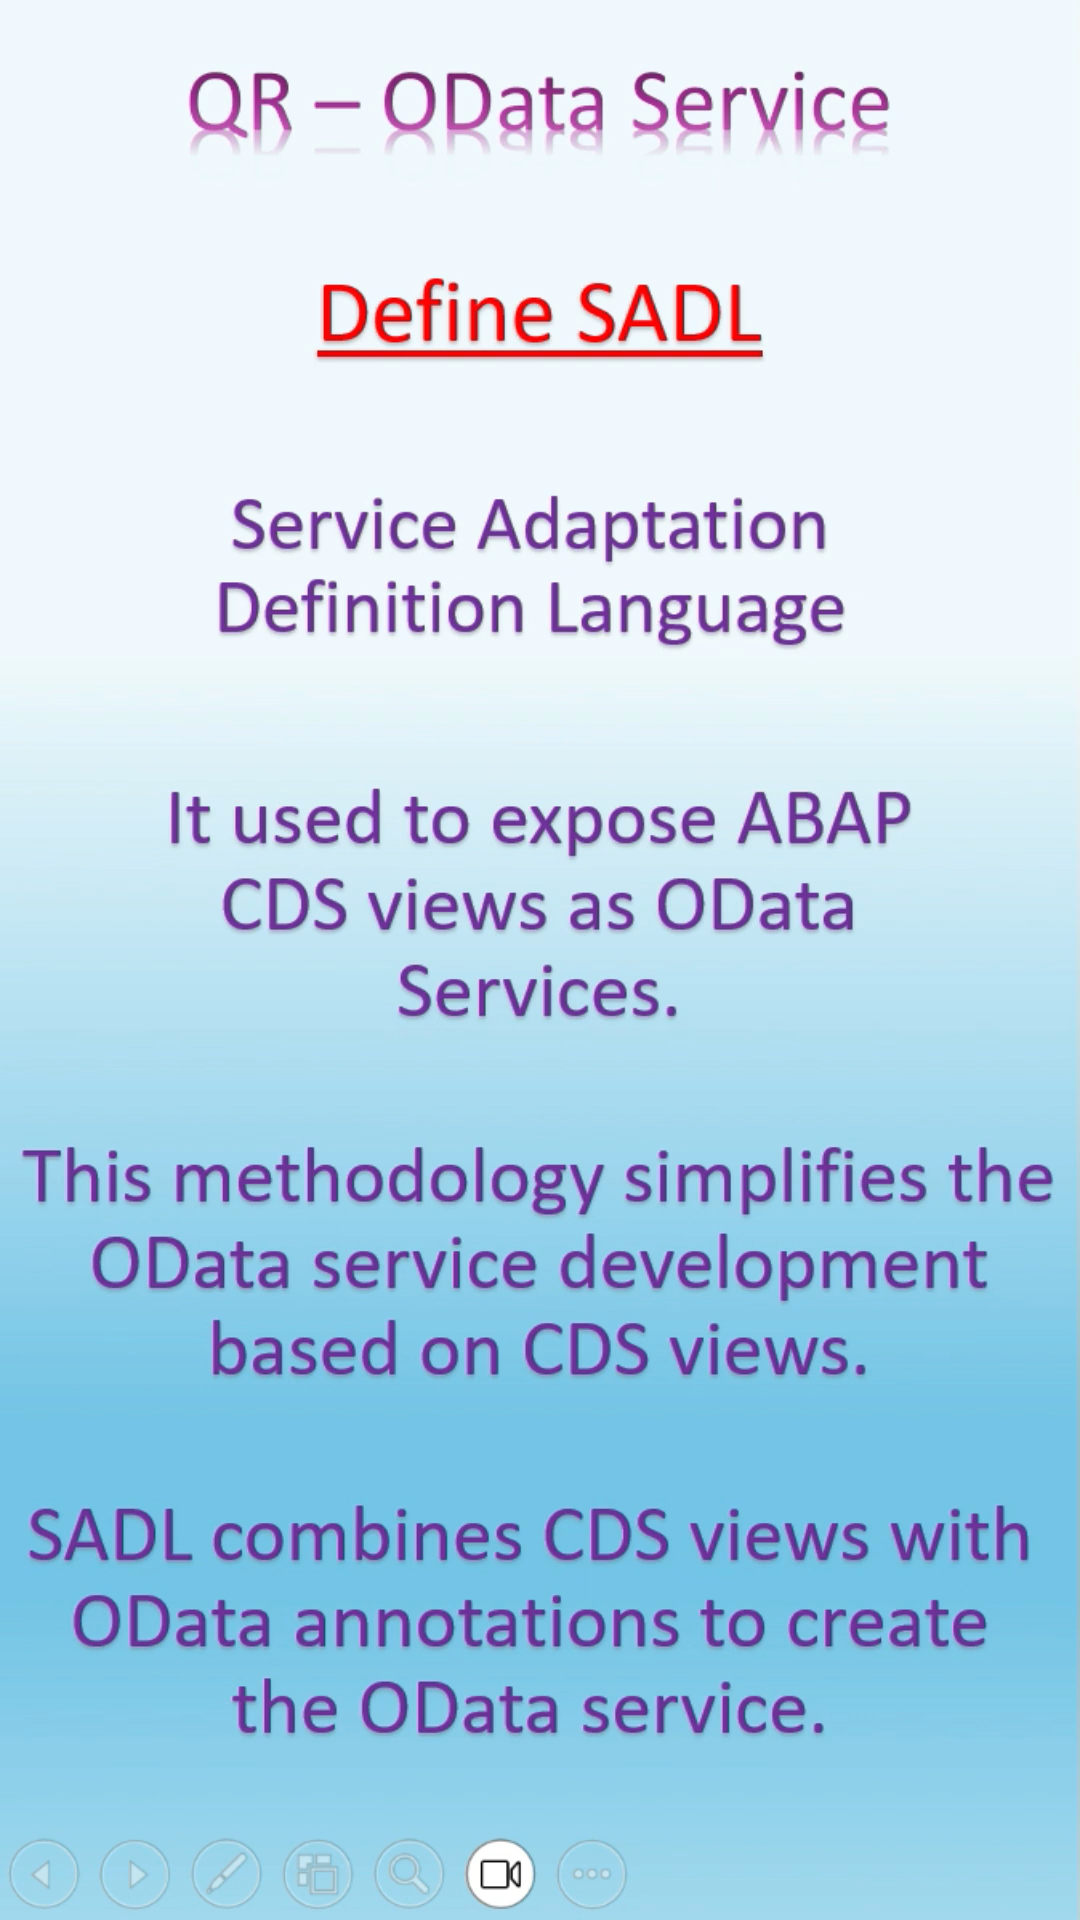 QR – OData Service
Define SADL
Service Adaptation
Definition Language
It used to expose ABAP
CDS views as OData
Services.
This methodology simplifies the
OData service development
based on CDS views.
SADL combines CDS views with
OData annotations to create
the OData service.